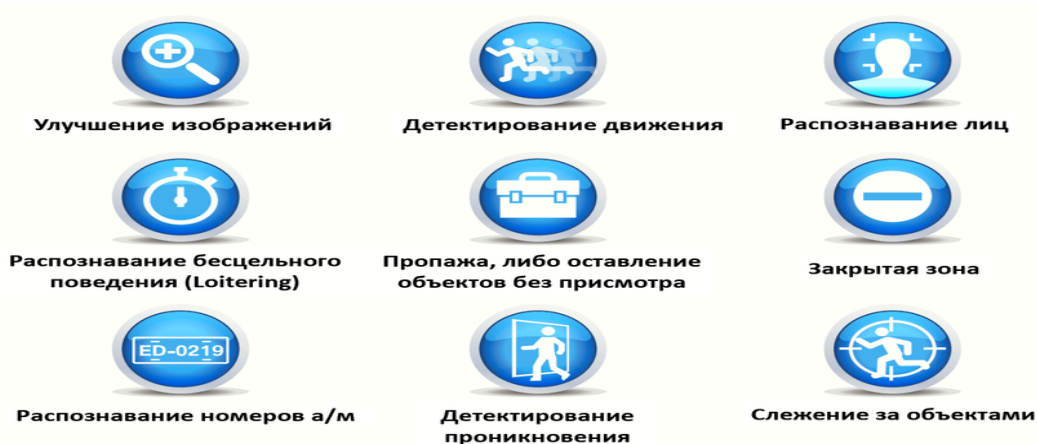 Улучшение изображений
Детектирование движения
Распознавание лиц
Распознавание бесцельного
поведения (Loitering)
Пропажа, либо оставление
объектов без присмотра
Закрытая зона
ED-0219
Распознавание номеров а/м
Детектирование
проникновения
Слежение за объектами